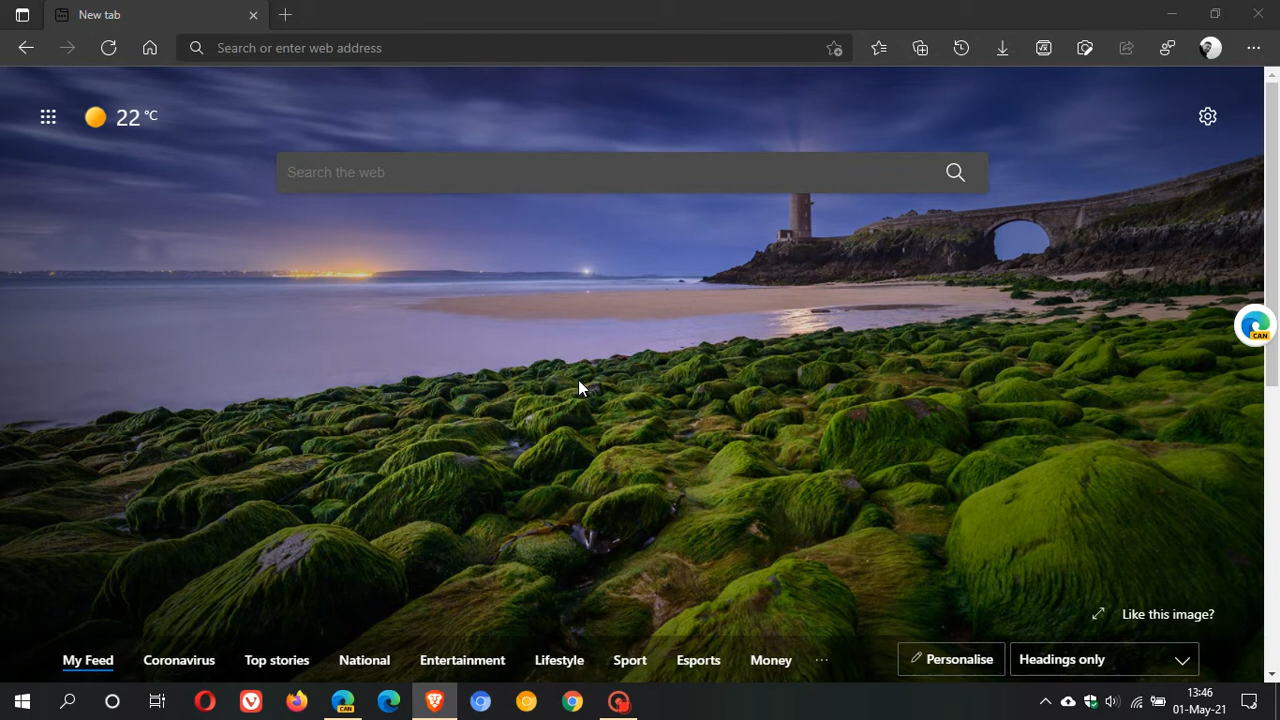 New tab
Search or enter web address
22 °C
Search the web
CAN
Like this image?
My Feed Coronavirus Top stories National Entertainment Lifestyle Sport Esports Money ... Personalise Headings only
CAN
13:46
01-May-21